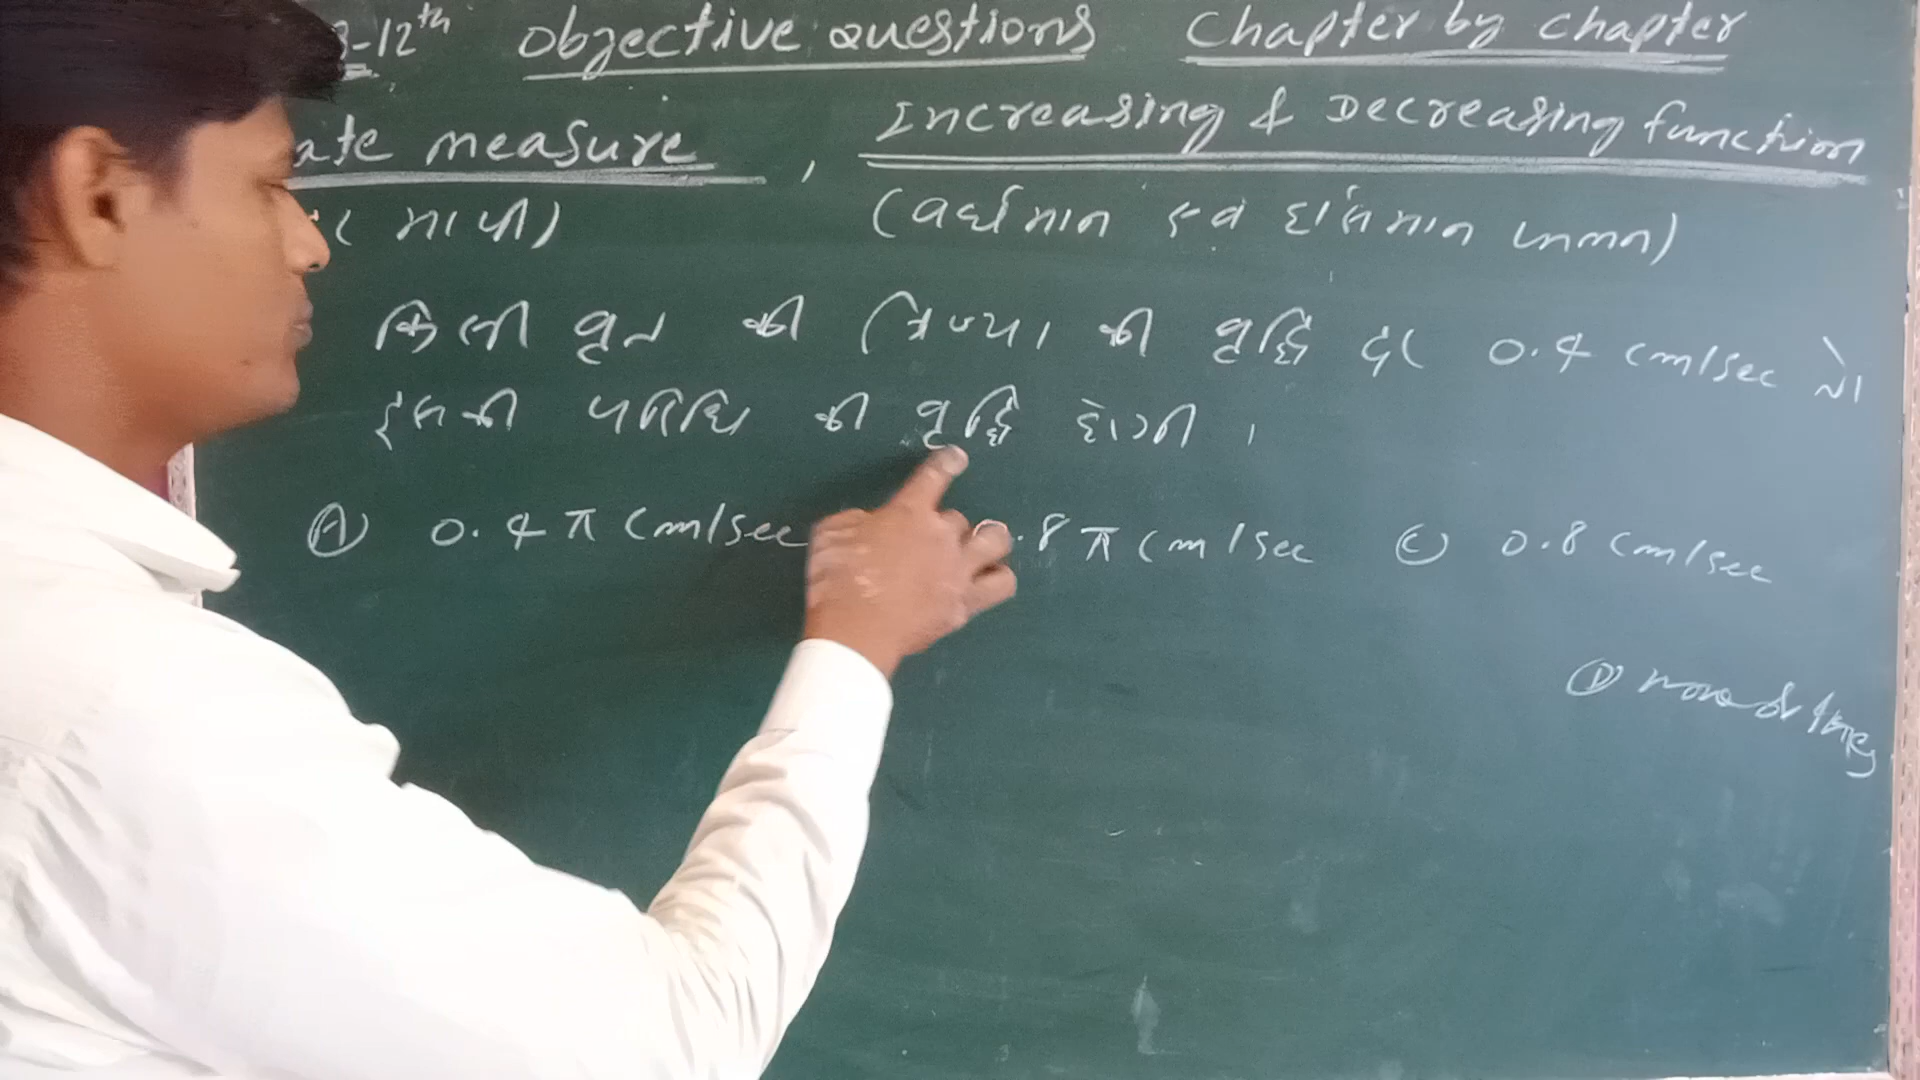 -12th objective questions Chapter by chapter
ate measure , Increasing & Decreasing function
मापी) (वर्धमान एवं ह्रासमान फलन)
किसी वृत की त्रिज्या की वृद्धि दर 0.4 cm/sec तो
इसकी परिधि की वृद्धि होगी ।
Ⓐ 0.4 π cm/sec .8 π cm/sec Ⓒ 0.8 cm/sec
Ⓓ none of these